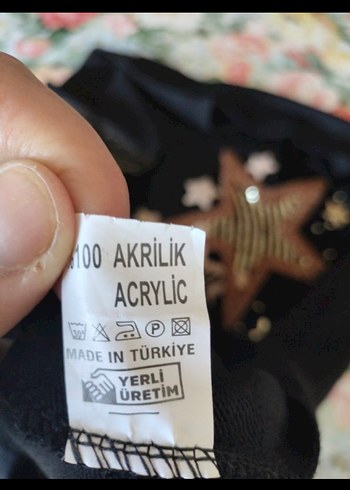 %100 AKRİLİK
ACRYLIC
P
MADE IN TÜRKİYE
YERLİ
ÜRETİM